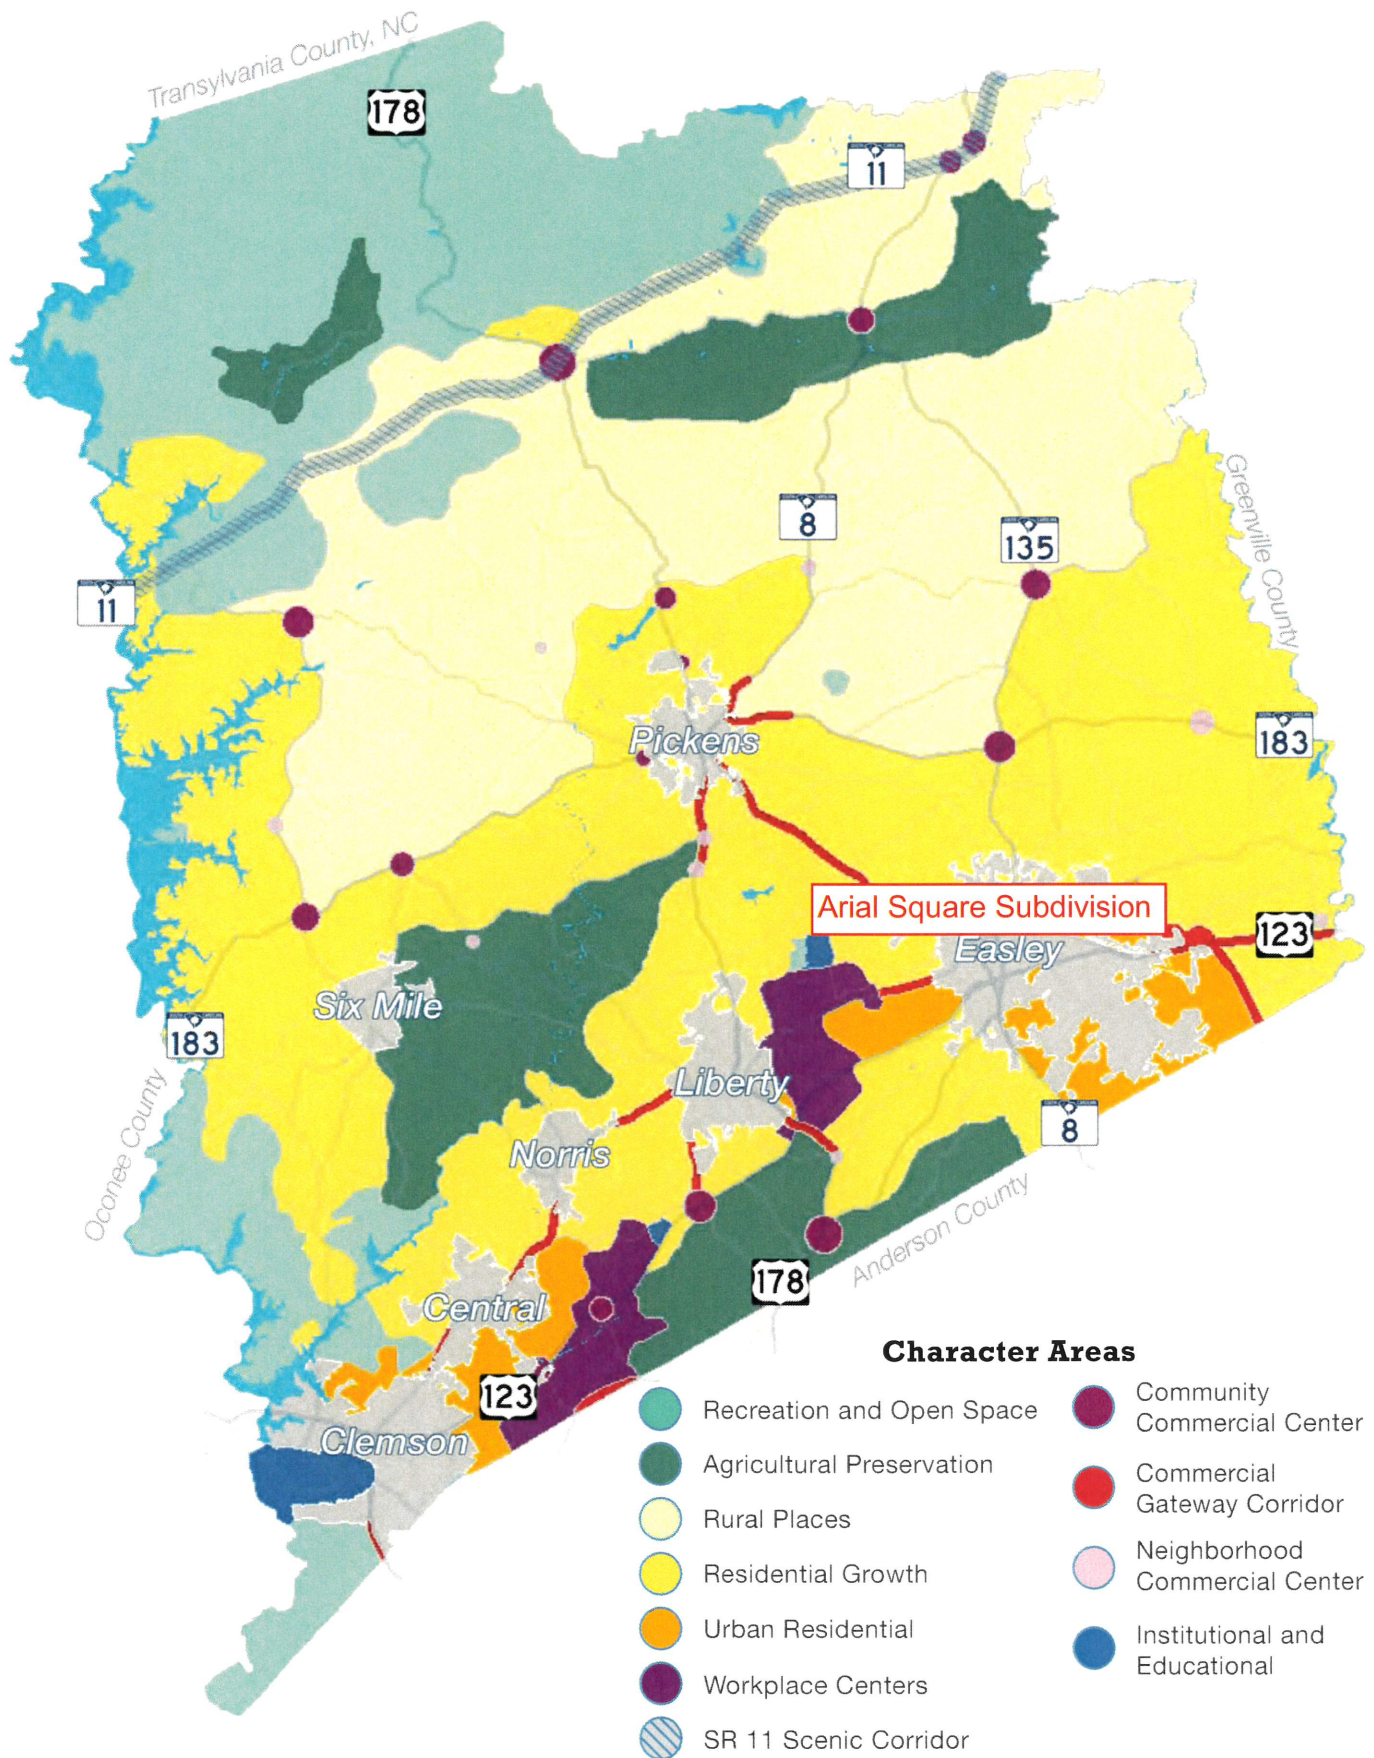 Transylvania County, NC
178
11
8
135
Greenville County
11
Pickens
183
Arial Square Subdivision
123
Easley
Six Mile
183
Liberty
Oconee County
8
Norris
Anderson County
178
Central
123
Clemson
Character Areas
Recreation and Open Space
Agricultural Preservation
Rural Places
Residential Growth
Urban Residential
Workplace Centers
SR 11 Scenic Corridor
Community
Commercial Center
Commercial
Gateway Corridor
Neighborhood
Commercial Center
Institutional and
Educational